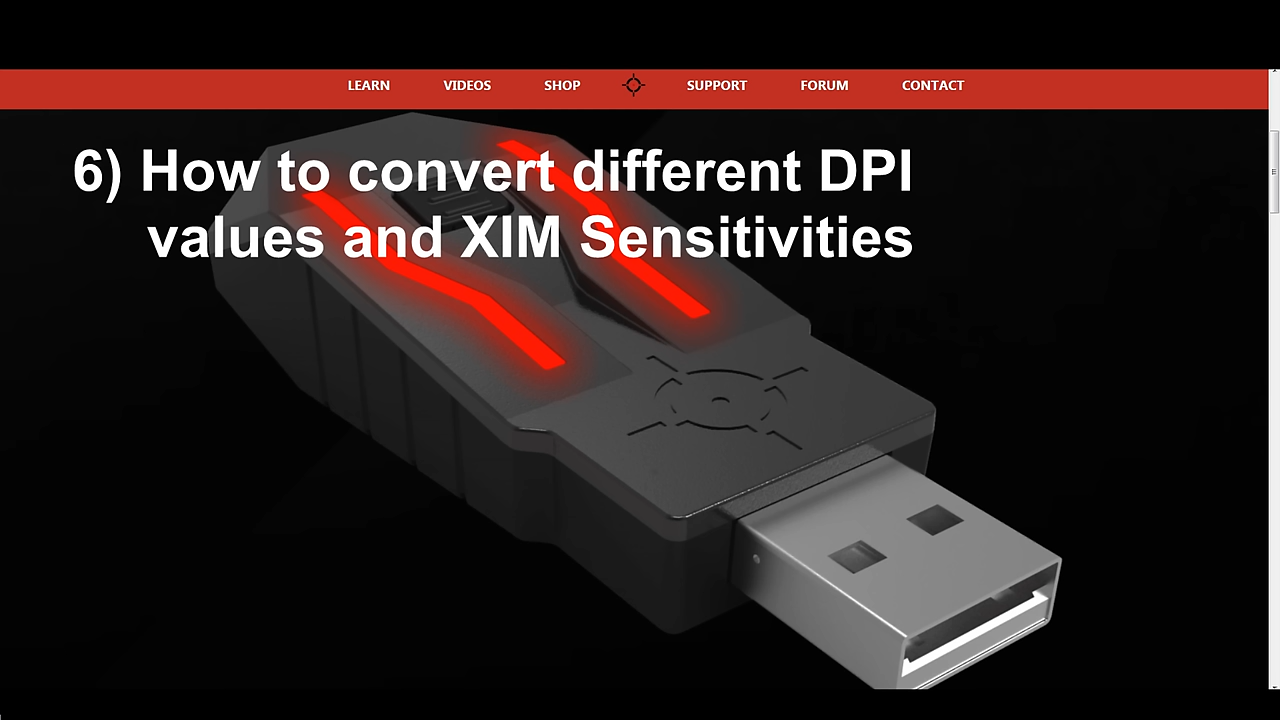 LEARN VIDEOS SHOP SUPPORT FORUM CONTACT
6) How to convert different DPI
values and XIM Sensitivities